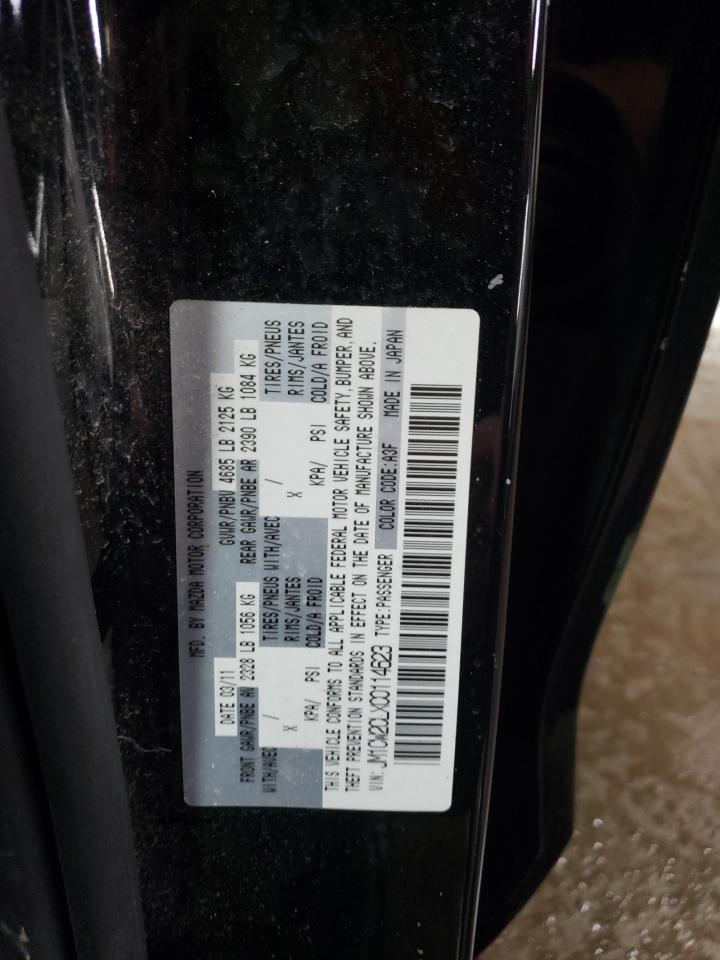 MFD. BY MAZDA MOTOR CORPORATION
DATE 03/11 GVWR/PNBV 4685 LB 2125 KG
FRONT GAWR/PNBE AV 2328 LB 1056 KG REAR GAWR/PNBE AR 2390 LB 1084 KG
WITH/AVEC / TIRES/PNEUS WITH/AVEC / TIRES/PNEUS
X RIMS/JANTES X RIMS/JANTES
KPA/ PSI COLD/A FROID KPA/ PSI COLD/A FROID
THIS VEHICLE CONFORMS TO ALL APPLICABLE FEDERAL MOTOR VEHICLE SAFETY, BUMPER, AND
THEFT PREVENTION STANDARDS IN EFFECT ON THE DATE OF MANUFACTURE SHOWN ABOVE.
VIN: JM1CW2CLXC0114623 TYPE:PASSENGER COLOR CODE:A3F MADE IN JAPAN